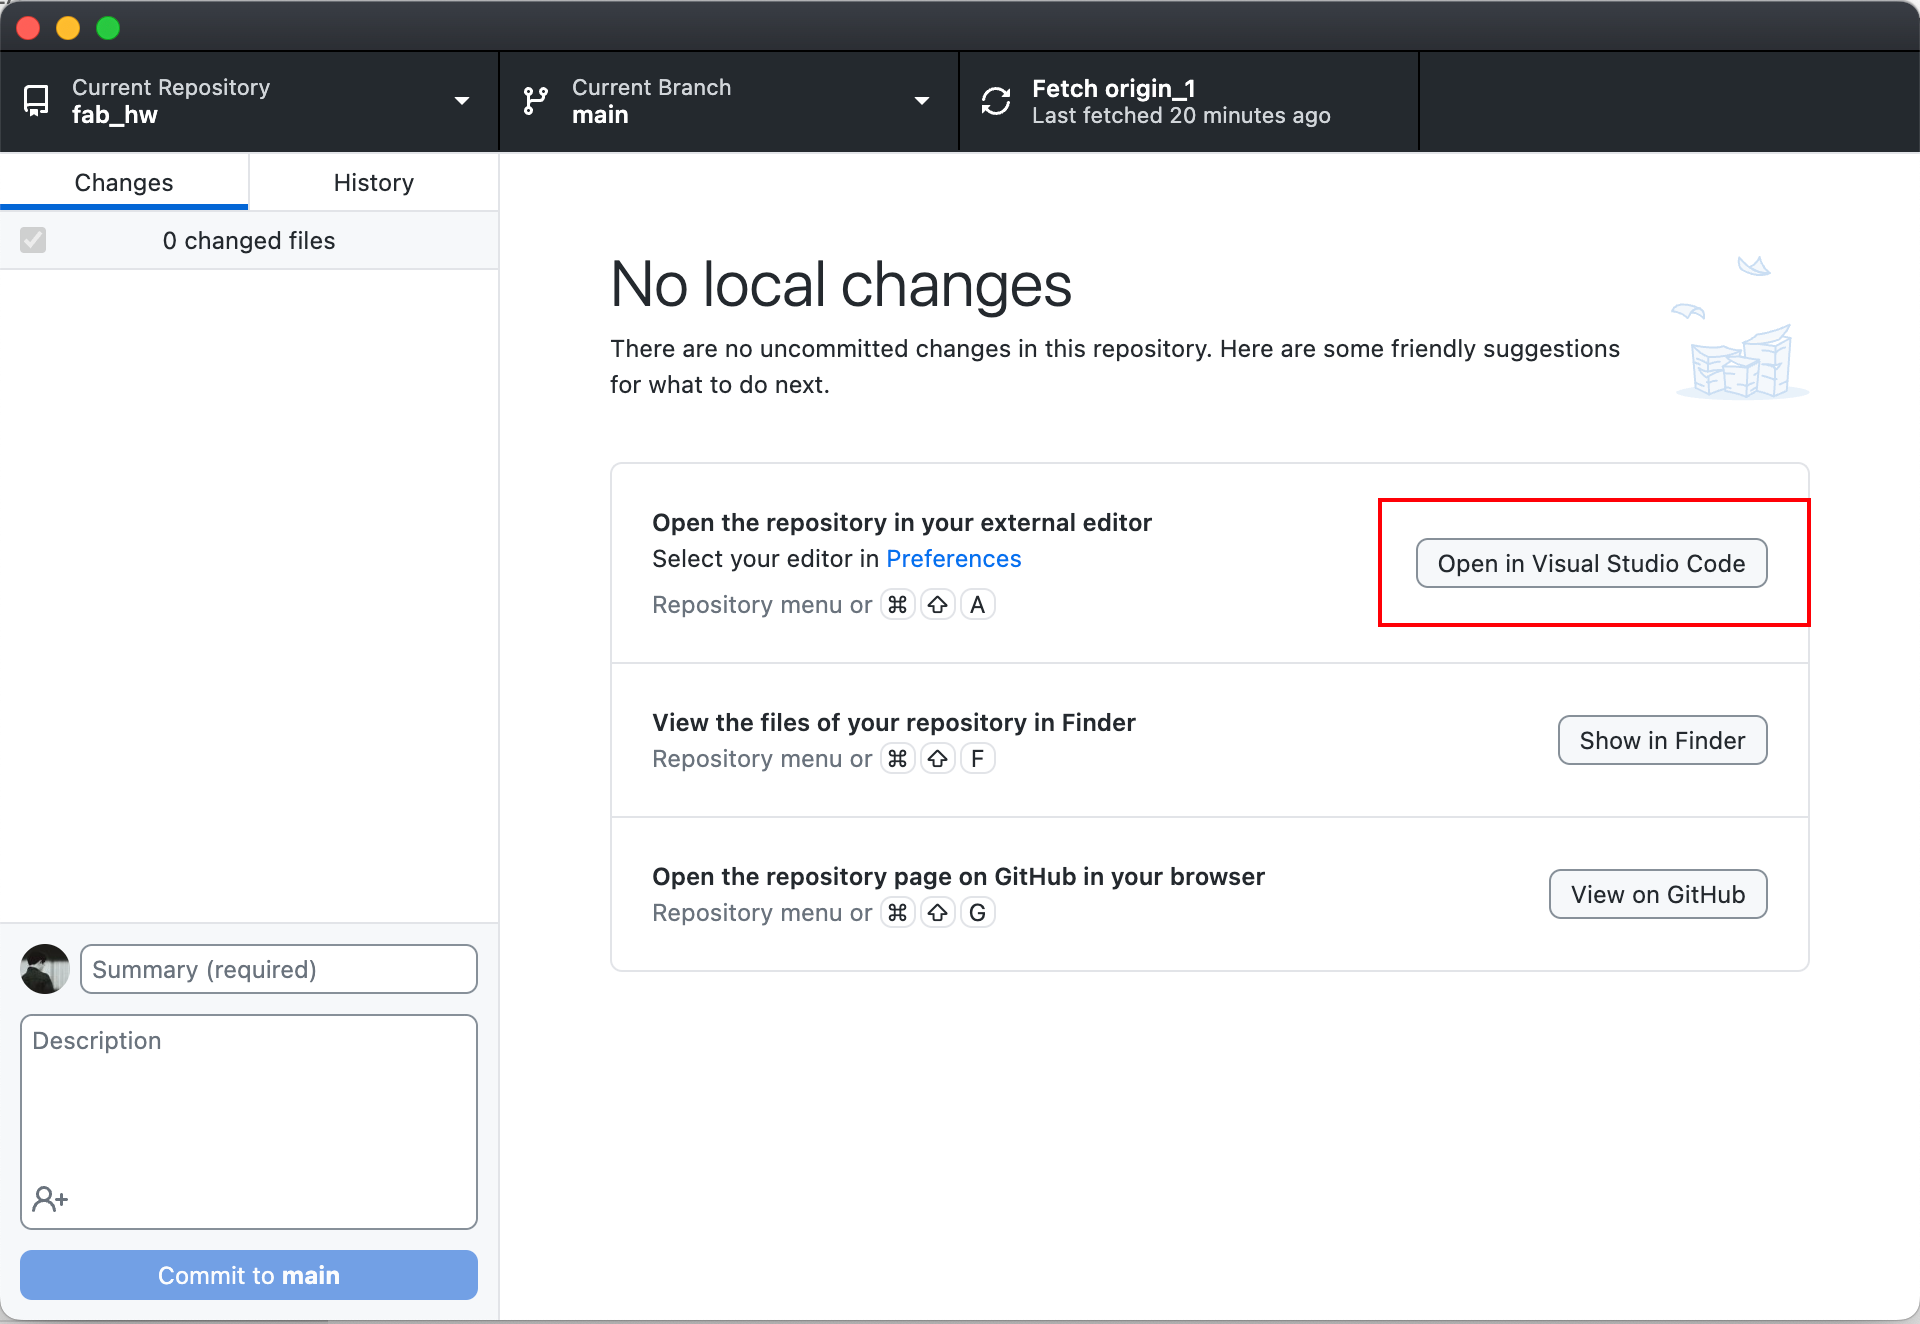 Current Repository
fab_hw
Current Branch
main
Fetch origin_1
Last fetched 20 minutes ago
Changes
History
0 changed files
No local changes
There are no uncommitted changes in this repository. Here are some friendly suggestions
for what to do next.
Open the repository in your external editor
Select your editor in Preferences
Repository menu or ⌘ ⇧ A
Open in Visual Studio Code
View the files of your repository in Finder
Repository menu or ⌘ ⇧ F
Show in Finder
Open the repository page on GitHub in your browser
Repository menu or ⌘ ⇧ G
View on GitHub
Summary (required)
Description
Commit to main